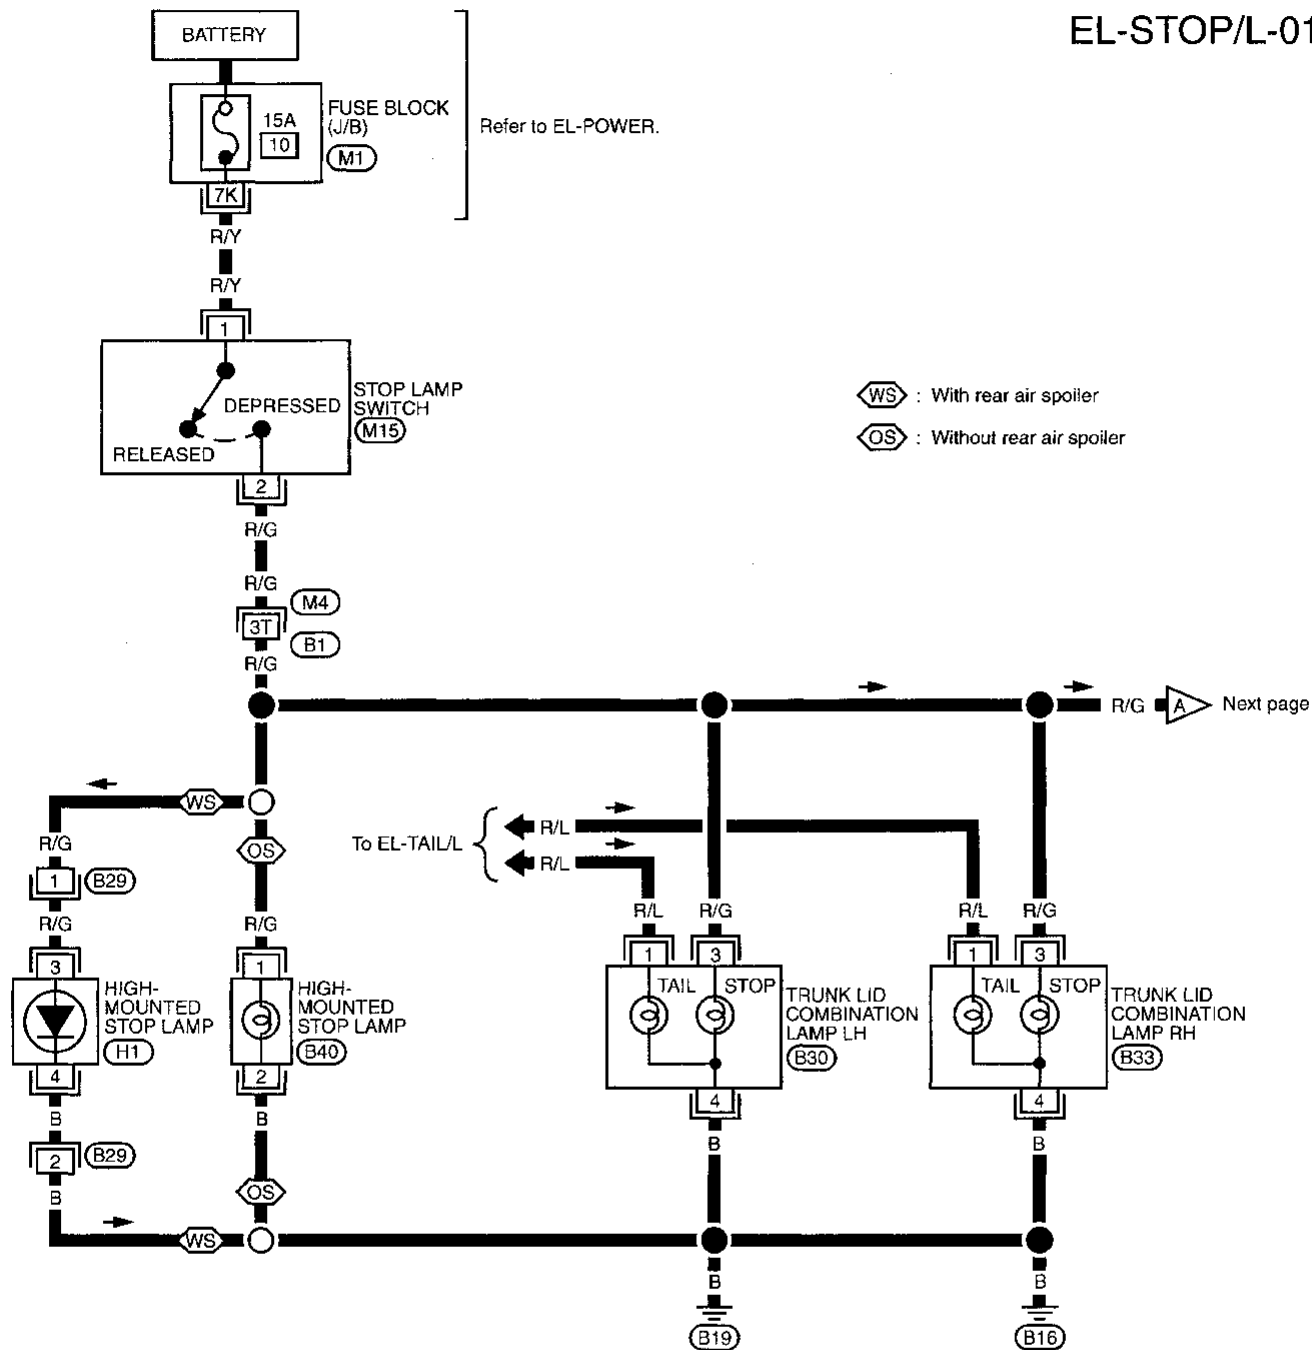 EL-STOP/L-01
BATTERY
FUSE BLOCK
(J/B)
M1
15A
10
7K
Refer to EL-POWER.
R/Y
R/Y
1
STOP LAMP
SWITCH
M15
DEPRESSED
RELEASED
2
WS : With rear air spoiler
OS : Without rear air spoiler
R/G
R/G
M4
3T
B1
R/G
R/G A Next page
WS
OS
To EL-TAIL/L
R/L
R/L
R/G
1 B29
R/G
3
HIGH-
MOUNTED
STOP LAMP
H1
4
B
2 B29
B
WS
R/G
1
HIGH-
MOUNTED
STOP LAMP
B40
2
B
OS
R/L R/G
1 3
TAIL STOP
TRUNK LID
COMBINATION
LAMP LH
B30
4
B
B
B19
R/L R/G
1 3
TAIL STOP
TRUNK LID
COMBINATION
LAMP RH
B33
4
B
B
B16